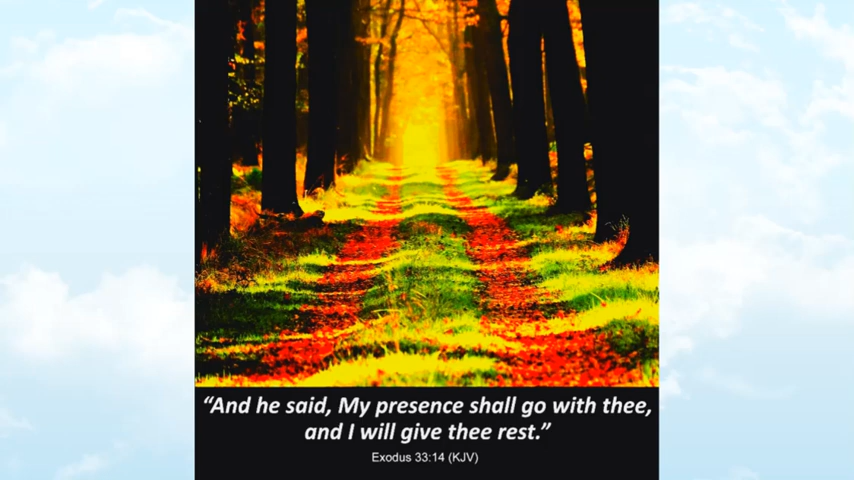 “And he said, My presence shall go with thee,
and I will give thee rest.”
Exodus 33:14 (KJV)